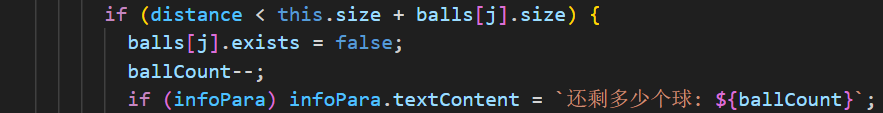 if (distance < this.size + balls[j].size) {
balls[j].exists = false;
ballCount--;
if (infoPara) infoPara.textContent = `还剩多少个球: ${ballCount}`;